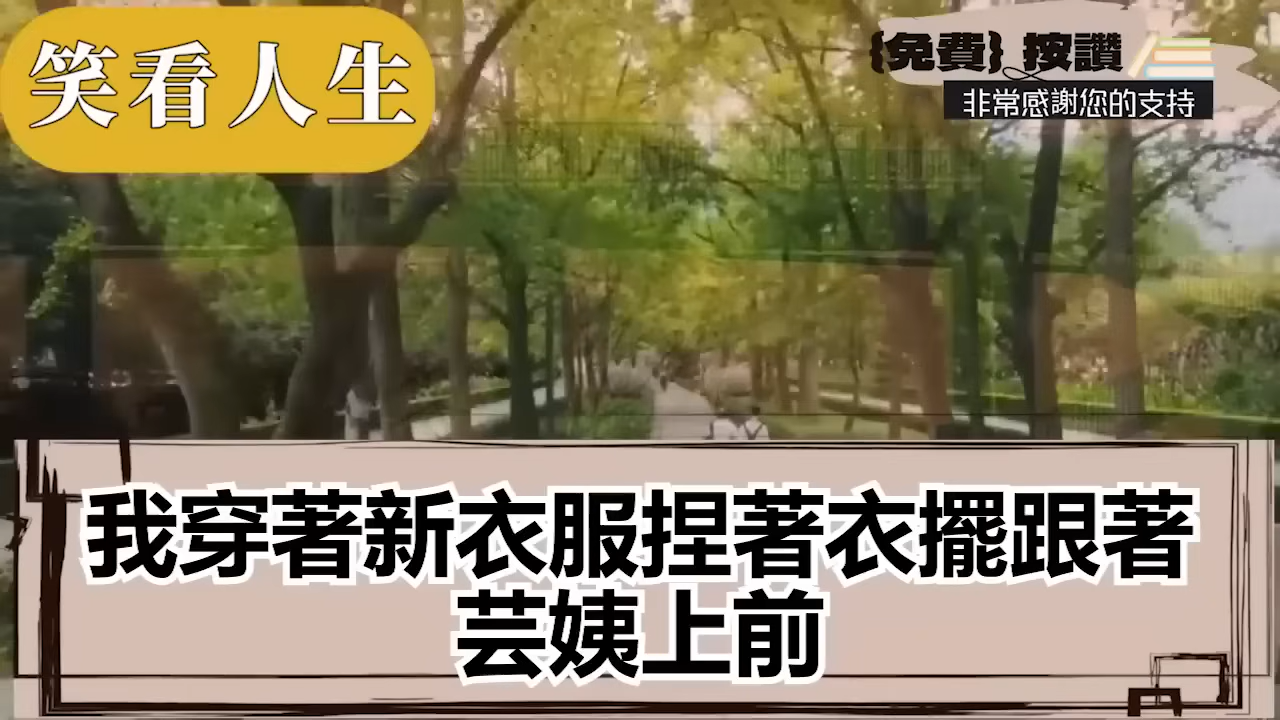 笑看人生
{免費} 按讚
非常感謝您的支持
我穿著新衣服捏著衣擺跟著
芸姨上前